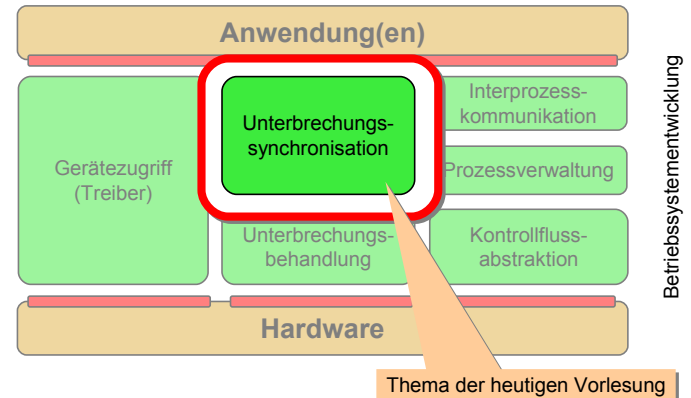 Anwendung(en)
Gerätezugriff
(Treiber)
Unterbrechungs-
synchronisation
Interprozess-
kommunikation
Prozessverwaltung
Unterbrechungs-
behandlung
Kontrollfluss-
abstraktion
Hardware
Thema der heutigen Vorlesung
Betriebssystementwicklung